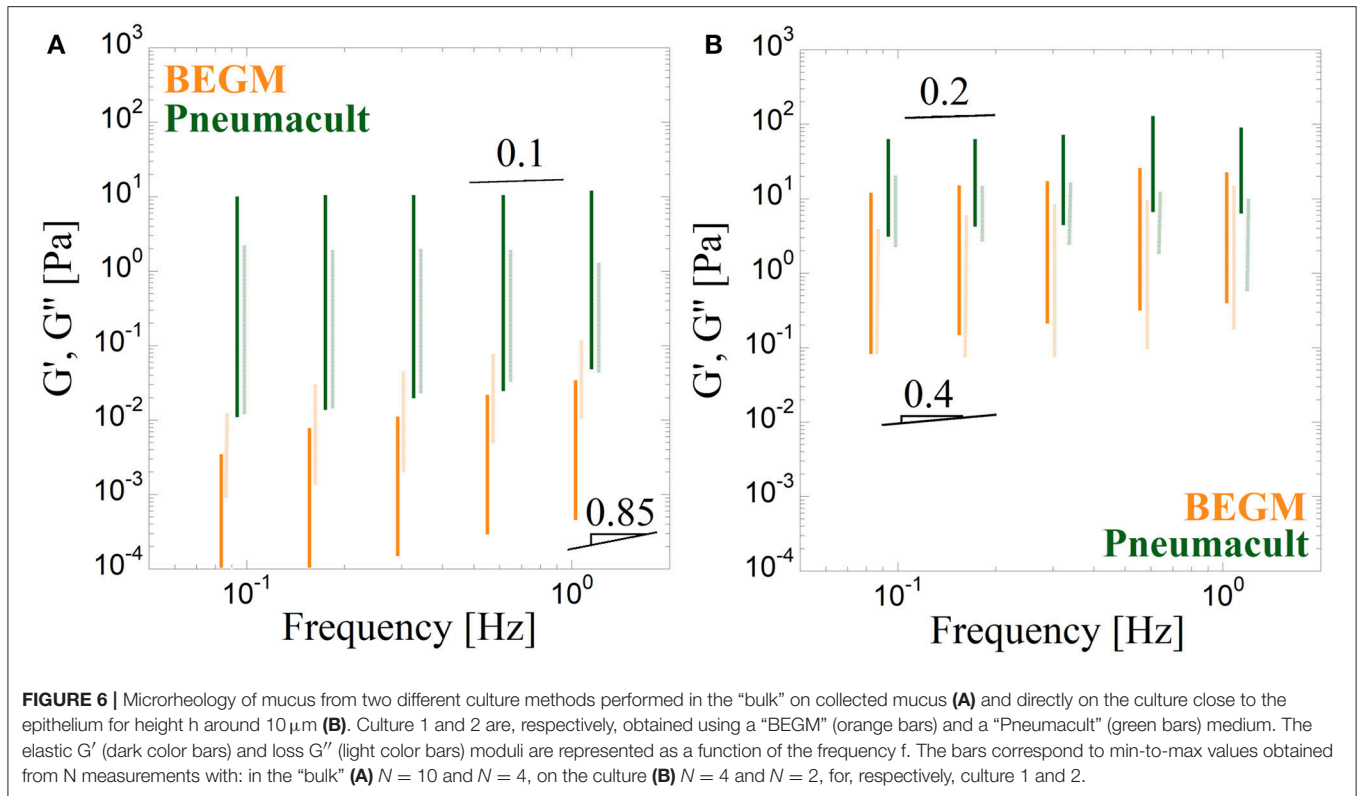 A
BEGM
Pneumacult
0.1
0.85
10³
10²
10¹
10⁰
10⁻¹
10⁻²
10⁻³
10⁻⁴
G', G'' [Pa]
10⁻¹
10⁰
Frequency [Hz]
B
0.2
0.4
BEGM
Pneumacult
10³
10²
10¹
10⁰
10⁻¹
10⁻²
10⁻³
10⁻⁴
G', G'' [Pa]
10⁻¹
10⁰
Frequency [Hz]
FIGURE 6 | Microrheology of mucus from two different culture methods performed in the “bulk” on collected mucus (A) and directly on the culture close to the
epithelium for height h around 10 μm (B). Culture 1 and 2 are, respectively, obtained using a “BEGM” (orange bars) and a “Pneumacult” (green bars) medium. The
elastic G′ (dark color bars) and loss G′′ (light color bars) moduli are represented as a function of the frequency f. The bars correspond to min-to-max values obtained
from N measurements with: in the “bulk” (A) N = 10 and N = 4, on the culture (B) N = 4 and N = 2, for, respectively, culture 1 and 2.